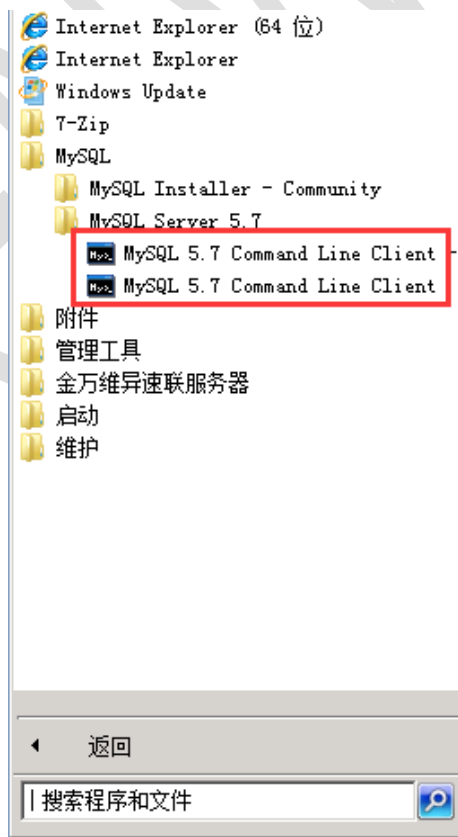 Internet Explorer (64 位)
Internet Explorer
Windows Update
7-Zip
MySQL
MySQL Installer - Community
MySQL Server 5.7
MySQL 5.7 Command Line Client -
MySQL 5.7 Command Line Client
附件
管理工具
金万维异速联服务器
启动
维护
返回
搜索程序和文件